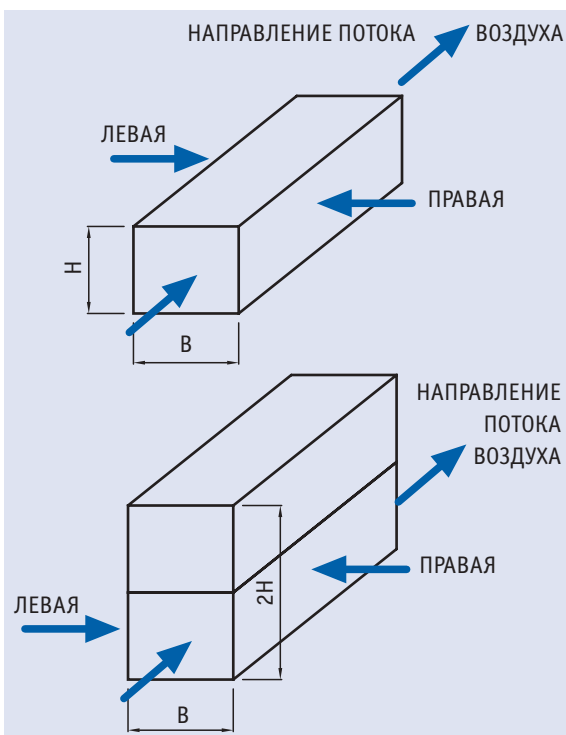 НАПРАВЛЕНИЕ ПОТОКА ВОЗДУХА
ЛЕВАЯ
ПРАВАЯ
H
B
НАПРАВЛЕНИЕ
ПОТОКА
ВОЗДУХА
ПРАВАЯ
2H
ЛЕВАЯ
B